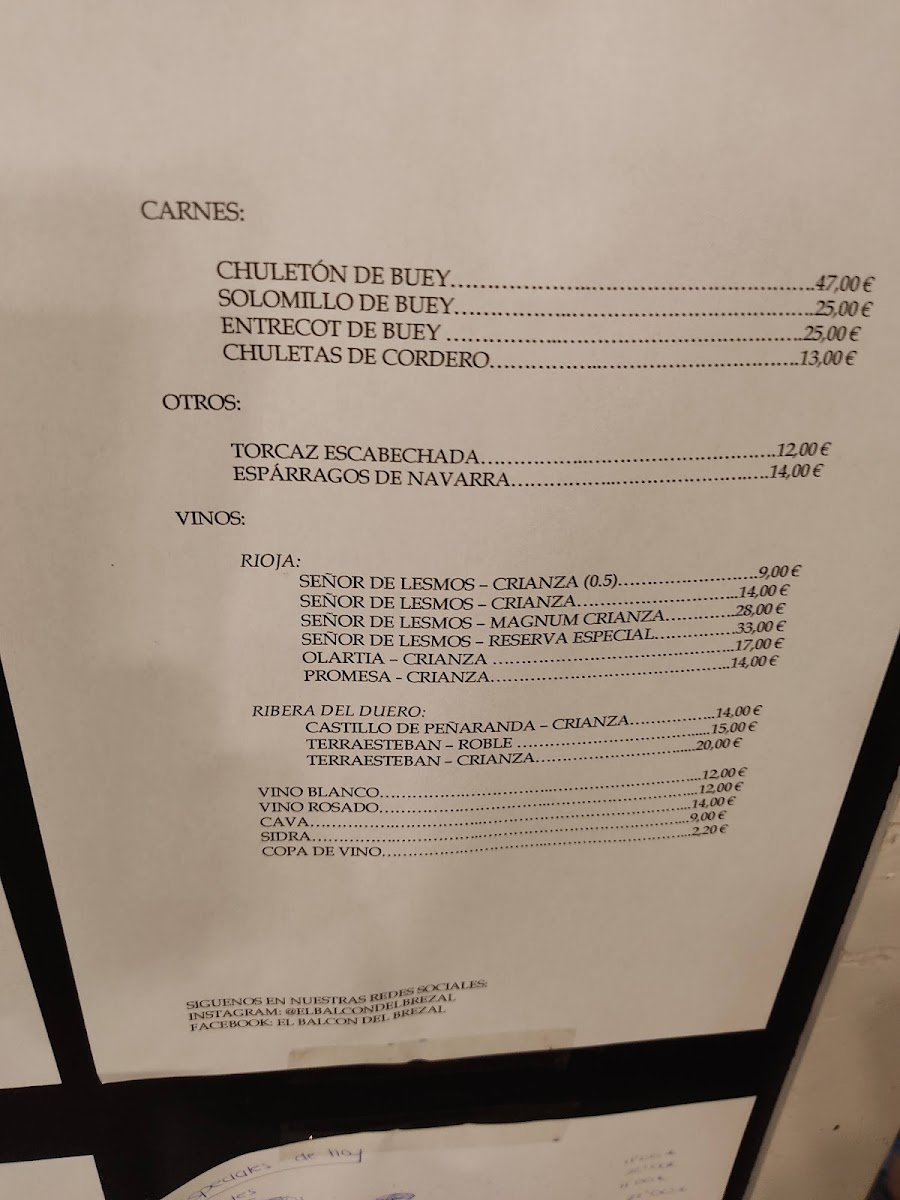 CARNES:
CHULETÓN DE BUEY.......................................................47,00 €
SOLOMILLO DE BUEY.......................................................25,00 €
ENTRECOT DE BUEY .......................................................25,00 €
CHULETAS DE CORDERO.......................................................13,00 €
OTROS:
TORCAZ ESCABECHADA.......................................................12,00 €
ESPÁRRAGOS DE NAVARRA.......................................................14,00 €
VINOS:
RIOJA:
SEÑOR DE LESMOS – CRIANZA (0.5)........................9,00 €
SEÑOR DE LESMOS – CRIANZA...........................14,00 €
SEÑOR DE LESMOS – MAGNUM CRIANZA............28,00 €
SEÑOR DE LESMOS – RESERVA ESPECIAL..............33,00 €
OLARTIA – CRIANZA ..........................................17,00 €
PROMESA - CRIANZA..........................................14,00 €
RIBERA DEL DUERO:
CASTILLO DE PEÑARANDA – CRIANZA...............14,00 €
TERRAESTEBAN – ROBLE ....................................15,00 €
TERRAESTEBAN – CRIANZA..............................20,00 €
VINO BLANCO.......................................................12,00 €
VINO ROSADO.......................................................12,00 €
CAVA.......................................................14,00 €
SIDRA.......................................................9,00 €
COPA DE VINO.......................................................2,20 €
SIGUENOS EN NUESTRAS REDES SOCIALES:
INSTAGRAM: @ELBALCONDELBREZAL
FACEBOOK: EL BALCON DEL BREZAL
de hoy